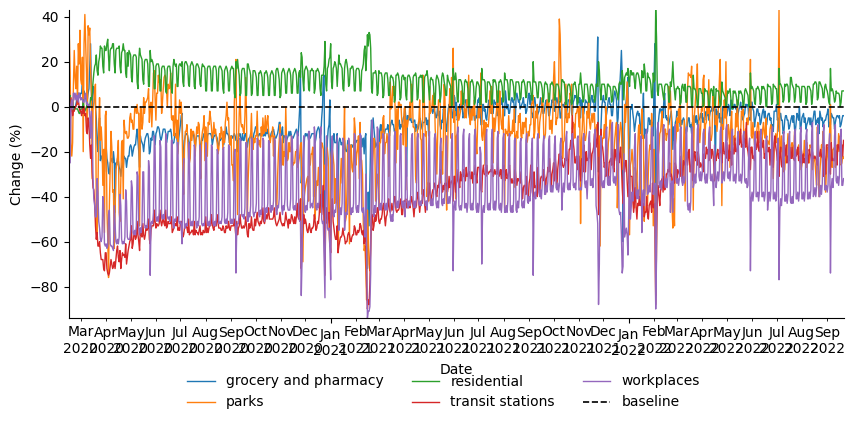 40
20
0
−20
−40
−60
−80
Change (%)
Mar Apr May Jun Jul Aug Sep Oct Nov Dec Jan Feb Mar Apr May Jun Jul Aug Sep Oct Nov Dec Jan Feb Mar Apr May Jun Jul Aug Sep
2020 2020 2020 2020 2020 2020 2020 2020 2020 2020 2021 2021 2021 2021 2021 2021 2021 2021 2021 2021 2021 2021 2022 2022 2022 2022 2022 2022 2022 2022 2022
Date
grocery and pharmacy residential workplaces
parks transit stations baseline